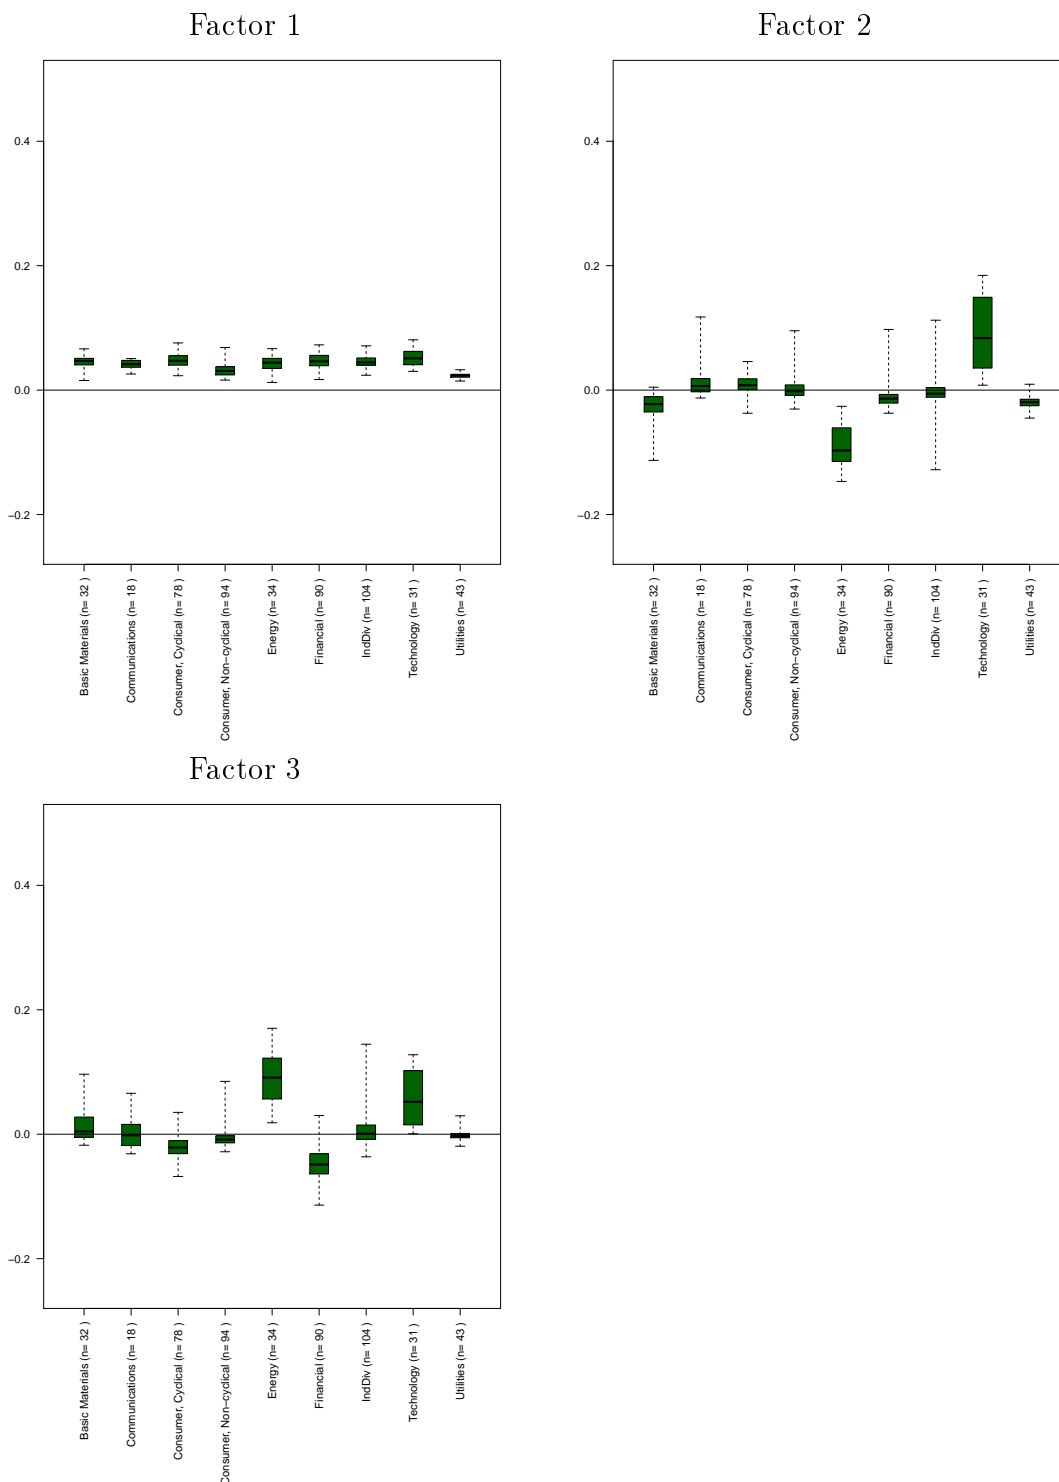 Factor 1
0.4
0.2
0.0
−0.2
Basic Materials (n= 32 )
Communications (n= 18 )
Consumer, Cyclical (n= 78 )
Consumer, Non−cyclical (n= 94 )
Energy (n= 34 )
Financial (n= 90 )
IndDiv (n= 104 )
Technology (n= 31 )
Utilities (n= 43 )
Factor 2
0.4
0.2
0.0
−0.2
Basic Materials (n= 32 )
Communications (n= 18 )
Consumer, Cyclical (n= 78 )
Consumer, Non−cyclical (n= 94 )
Energy (n= 34 )
Financial (n= 90 )
IndDiv (n= 104 )
Technology (n= 31 )
Utilities (n= 43 )
Factor 3
0.4
0.2
0.0
−0.2
Basic Materials (n= 32 )
Communications (n= 18 )
Consumer, Cyclical (n= 78 )
Consumer, Non−cyclical (n= 94 )
Energy (n= 34 )
Financial (n= 90 )
IndDiv (n= 104 )
Technology (n= 31 )
Utilities (n= 43 )